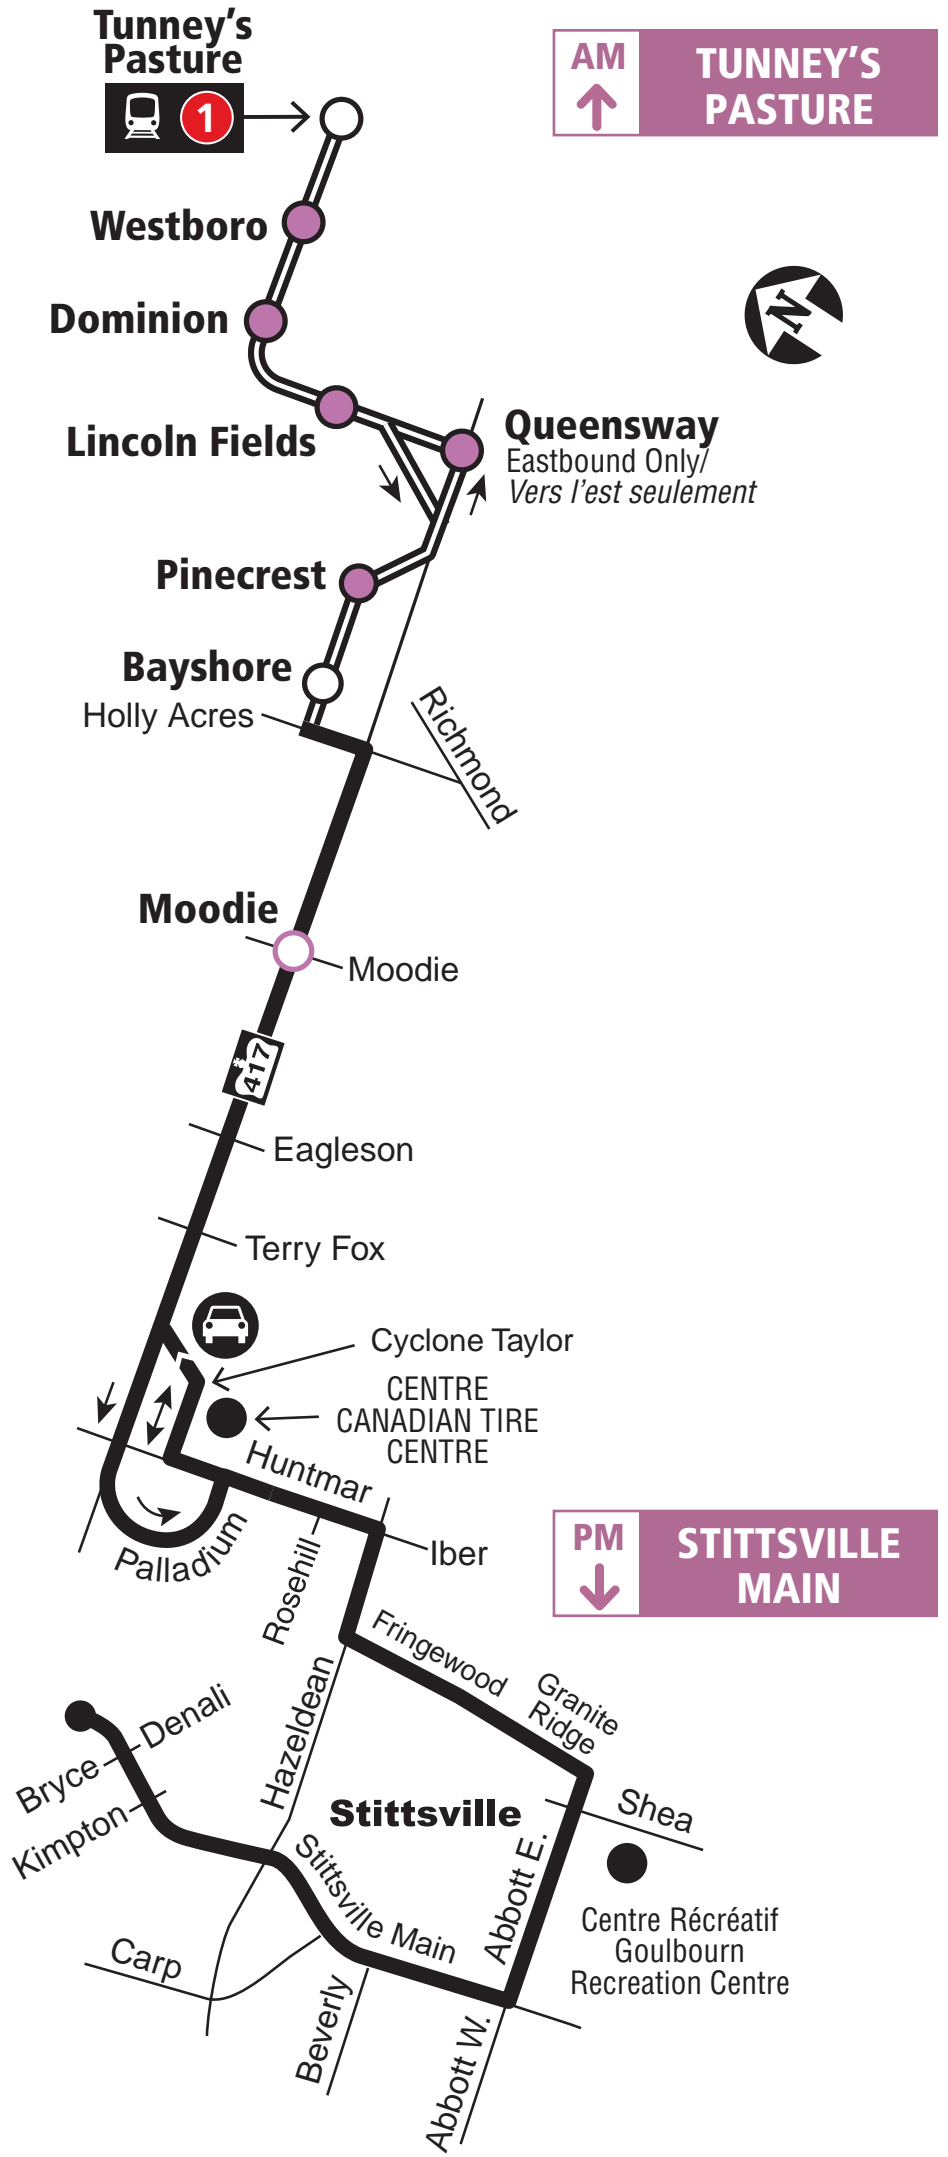 Tunney's
Pasture
1
AM
TUNNEY'S
PASTURE
Westboro
N
Dominion
Lincoln Fields
Queensway
Eastbound Only/
Vers l'est seulement
Pinecrest
Bayshore
Holly Acres
Richmond
Moodie
Moodie
417
Eagleson
Terry Fox
Cyclone Taylor
CENTRE
CANADIAN TIRE
CENTRE
Huntmar
Palladium
Rosehill
Iber
PM
STITTSVILLE
MAIN
Fringewood
Granite
Ridge
Hazeldean
Denali
Bryce
Kimpton
Stittsville
Shea
Stittsville Main
Abbott E.
Centre Récréatif
Goulbourn
Recreation Centre
Carp
Beverly
Abbott W.